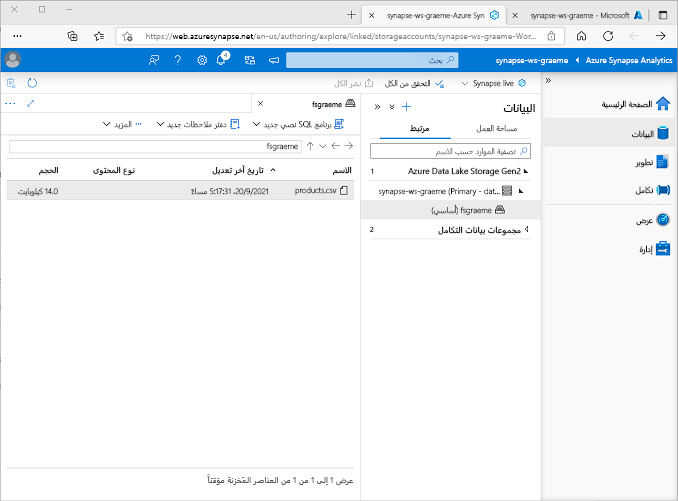 synapse-ws-graeme - Microsoft
synapse-ws-graeme-Azure Syn
https://web.azuresynapse.net/en-us/authoring/explore/linked/storageaccounts/synapse-ws-graeme-Wor...
Azure Synapse Analytics
synapse-ws-graeme
بحث
4
الصفحة الرئيسية
البيانات
تطوير
تكامل
عرض
إدارة
Synapse live
التحقق من الكل
نشر الكل
البيانات
مساحة العمل
مرتبط
تصفية الموارد حسب الاسم
Azure Data Lake Storage Gen2 1
synapse-ws-graeme (Primary - dat...
fsgraeme (أساسي)
مجموعات بيانات التكامل 2
fsgraeme
برنامج SQL نصي جديد
دفتر ملاحظات جديد
المزيد
fsgraeme
الاسم تاريخ آخر تعديل نوع المحتوى الحجم
products.csv 20/9/2021، 5:17:31 مساءً 14.0 كيلوبايت
عرض 1 إلى 1 من 1 من العناصر المُخزنة مؤقتاً